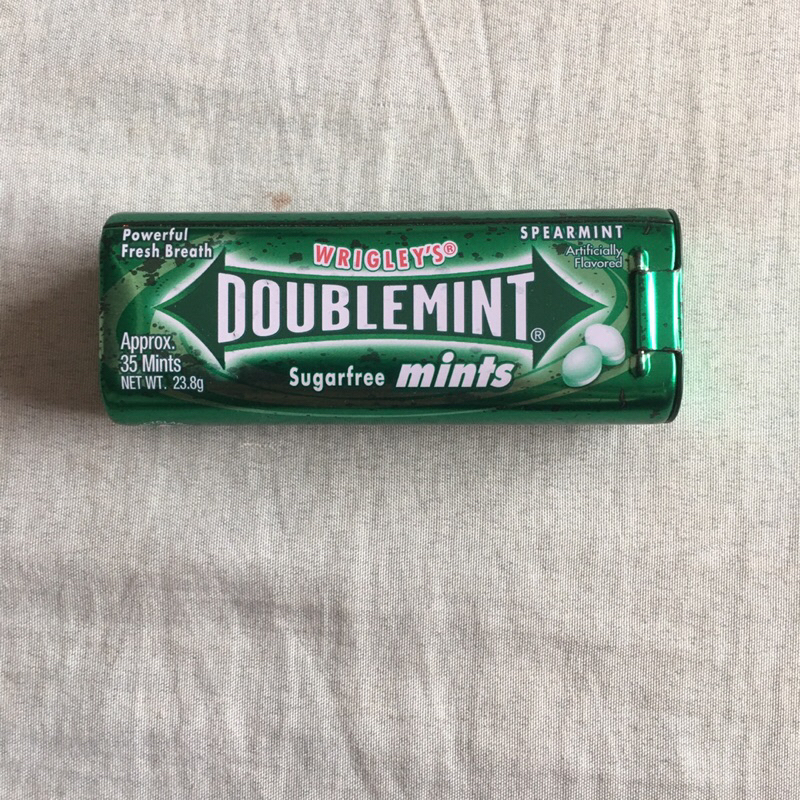 Powerful
Fresh Breath
SPEARMINT
Artificially
Flavored
WRIGLEY'S®
DOUBLEMINT®
Approx.
35 Mints
NET WT. 23.8g
Sugarfree mints